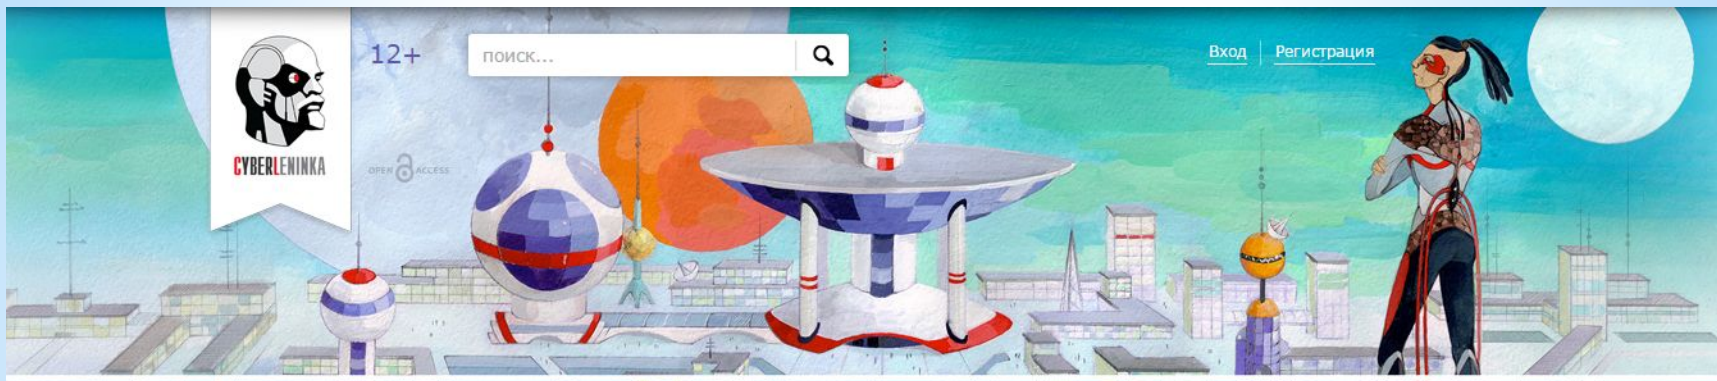 12+
поиск...
Вход
Регистрация
CYBERLENINKA
OPEN ACCESS